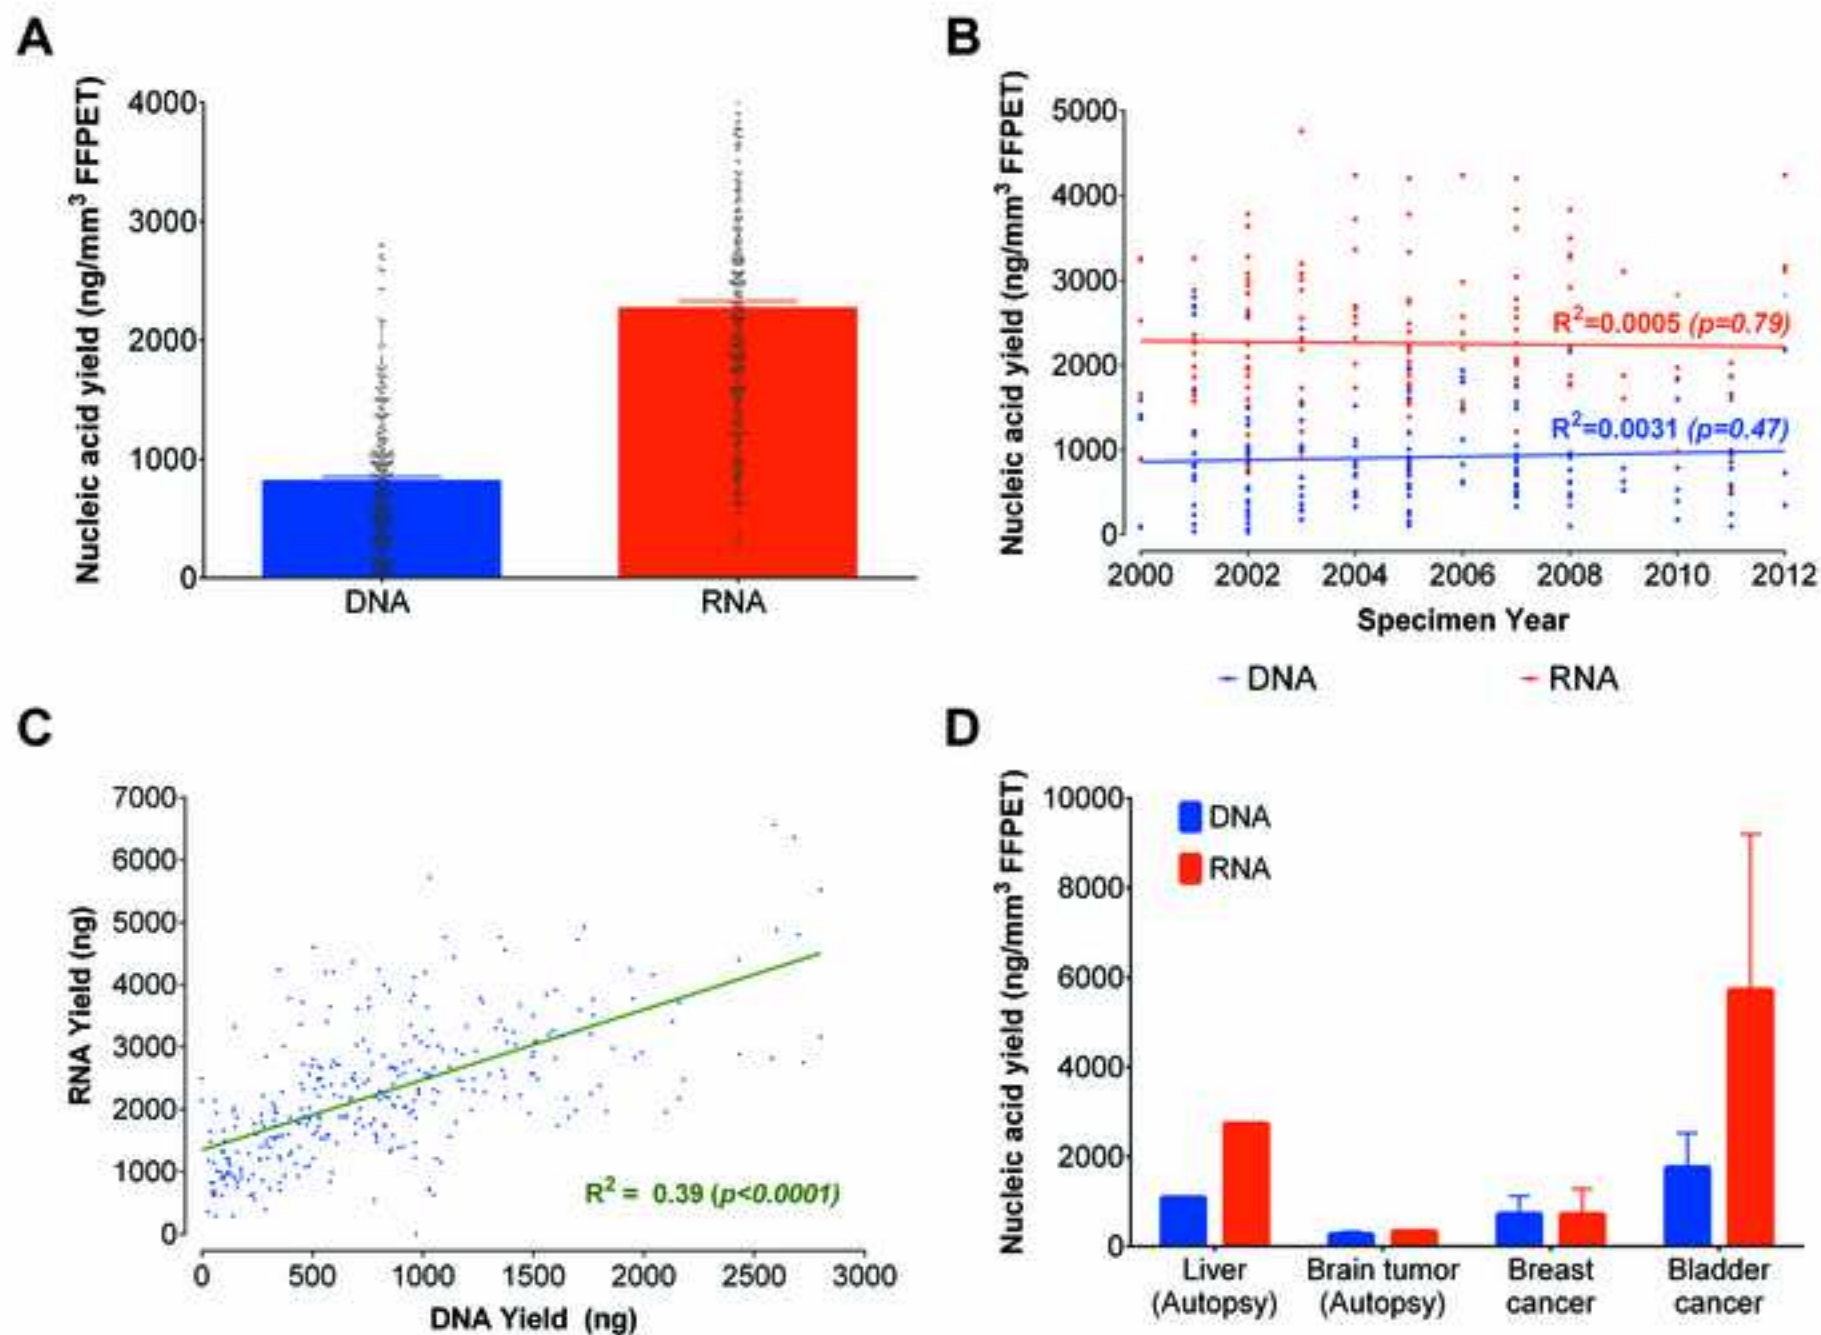 A
Nucleic acid yield (ng/mm³ FFPET)
4000
3000
2000
1000
0
DNA
RNA
B
Nucleic acid yield (ng/mm³ FFPET)
5000
4000
3000
2000
1000
0
R²=0.0005 (p=0.79)
R²=0.0031 (p=0.47)
2000 2002 2004 2006 2008 2010 2012
Specimen Year
DNA RNA
C
RNA Yield (ng)
7000
6000
5000
4000
3000
2000
1000
0
R² = 0.39 (p<0.0001)
0 500 1000 1500 2000 2500 3000
DNA Yield (ng)
D
Nucleic acid yield (ng/mm³ FFPET)
10000
8000
6000
4000
2000
0
DNA
RNA
Liver (Autopsy)
Brain tumor (Autopsy)
Breast cancer
Bladder cancer